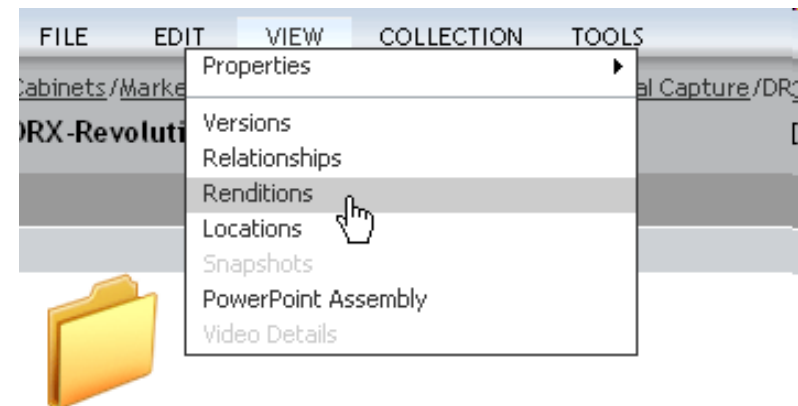 FILE EDIT VIEW COLLECTION TOOLS
Properties
Cabinets/Marke al Capture/DR
DRX-Revoluti
Versions
Relationships
Renditions
Locations
Snapshots
PowerPoint Assembly
Video Details